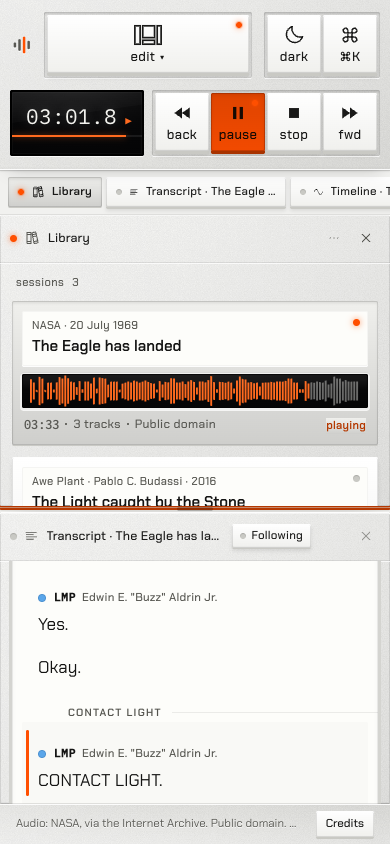 edit ▾
dark
⌘K
03:01.8 ▸
back
pause
stop
fwd
Library
Transcript · The Eagle ...
Timeline · T
Library
...
sessions 3
NASA · 20 July 1969
The Eagle has landed
03:33 · 3 tracks · Public domain
playing
Awe Plant · Pablo C. Budassi · 2016
The Light caught by the Stone
Transcript · The Eagle has la...
Following
LMP Edwin E. "Buzz" Aldrin Jr.
Yes.
Okay.
CONTACT LIGHT
LMP Edwin E. "Buzz" Aldrin Jr.
CONTACT LIGHT.
Audio: NASA, via the Internet Archive. Public domain. ...
Credits